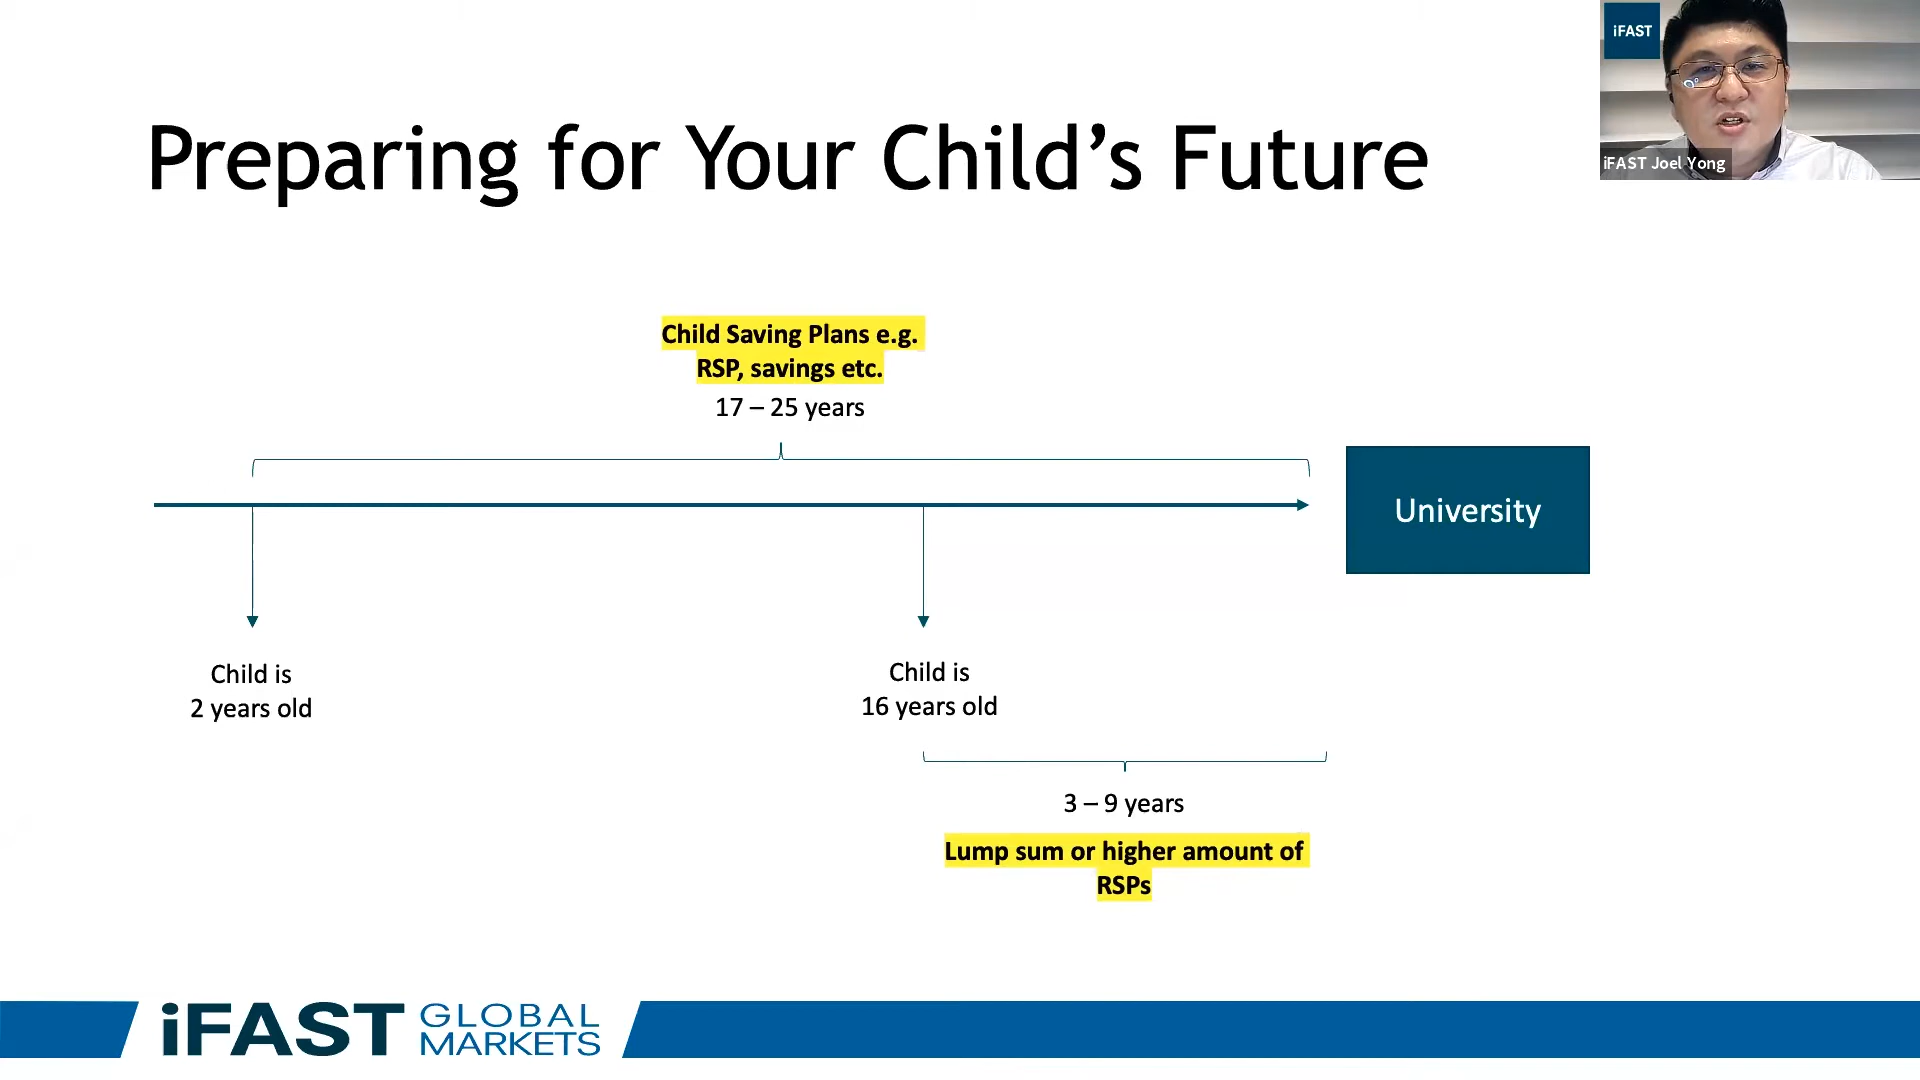 iFAST
iFAST Joel Yong
Preparing for Your Child’s Future
Child Saving Plans e.g.
RSP, savings etc.
17 – 25 years
University
Child is
2 years old
Child is
16 years old
3 – 9 years
Lump sum or higher amount of
RSPs
iFAST GLOBAL
MARKETS